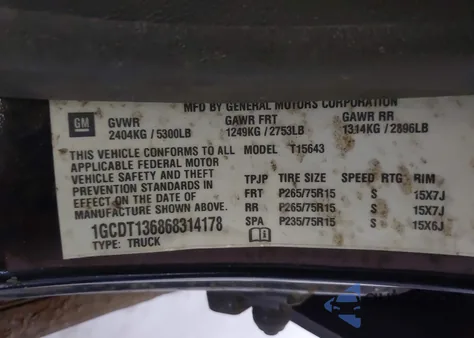 MFD BY GENERAL MOTORS CORPORATION
GM
GVWR GAWR FRT GAWR RR
2404KG / 5300LB 1249KG / 2753LB 1314KG / 2896LB
THIS VEHICLE CONFORMS TO ALL MODEL T15643
APPLICABLE FEDERAL MOTOR
VEHICLE SAFETY AND THEFT TPJP TIRE SIZE SPEED RTG RIM
PREVENTION STANDARDS IN FRT P265/75R15 S 15X7J
EFFECT ON THE DATE OF
MANUFACTURE SHOWN ABOVE. RR P265/75R15 S 15X7J
1GCDT136868314178 SPA P235/75R15 S 15X6J
TYPE: TRUCK